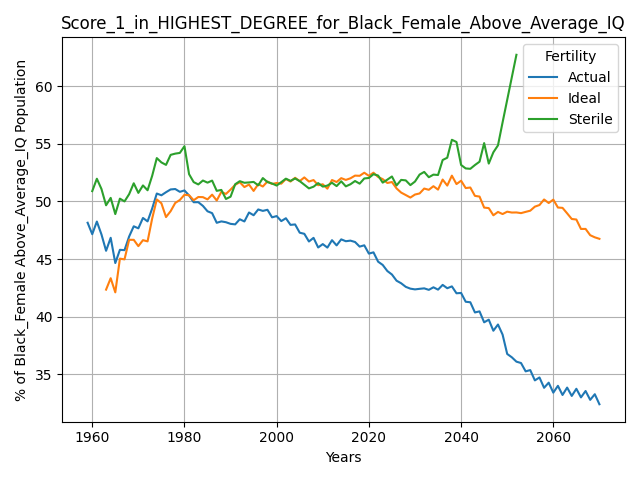 Score_1_in_HIGHEST_DEGREE_for_Black_Female_Above_Average_IQ
% of Black_Female Above_Average_IQ Population
60
55
50
45
40
35
Fertility
Actual
Ideal
Sterile
1960
1980
2000
2020
2040
2060
Years